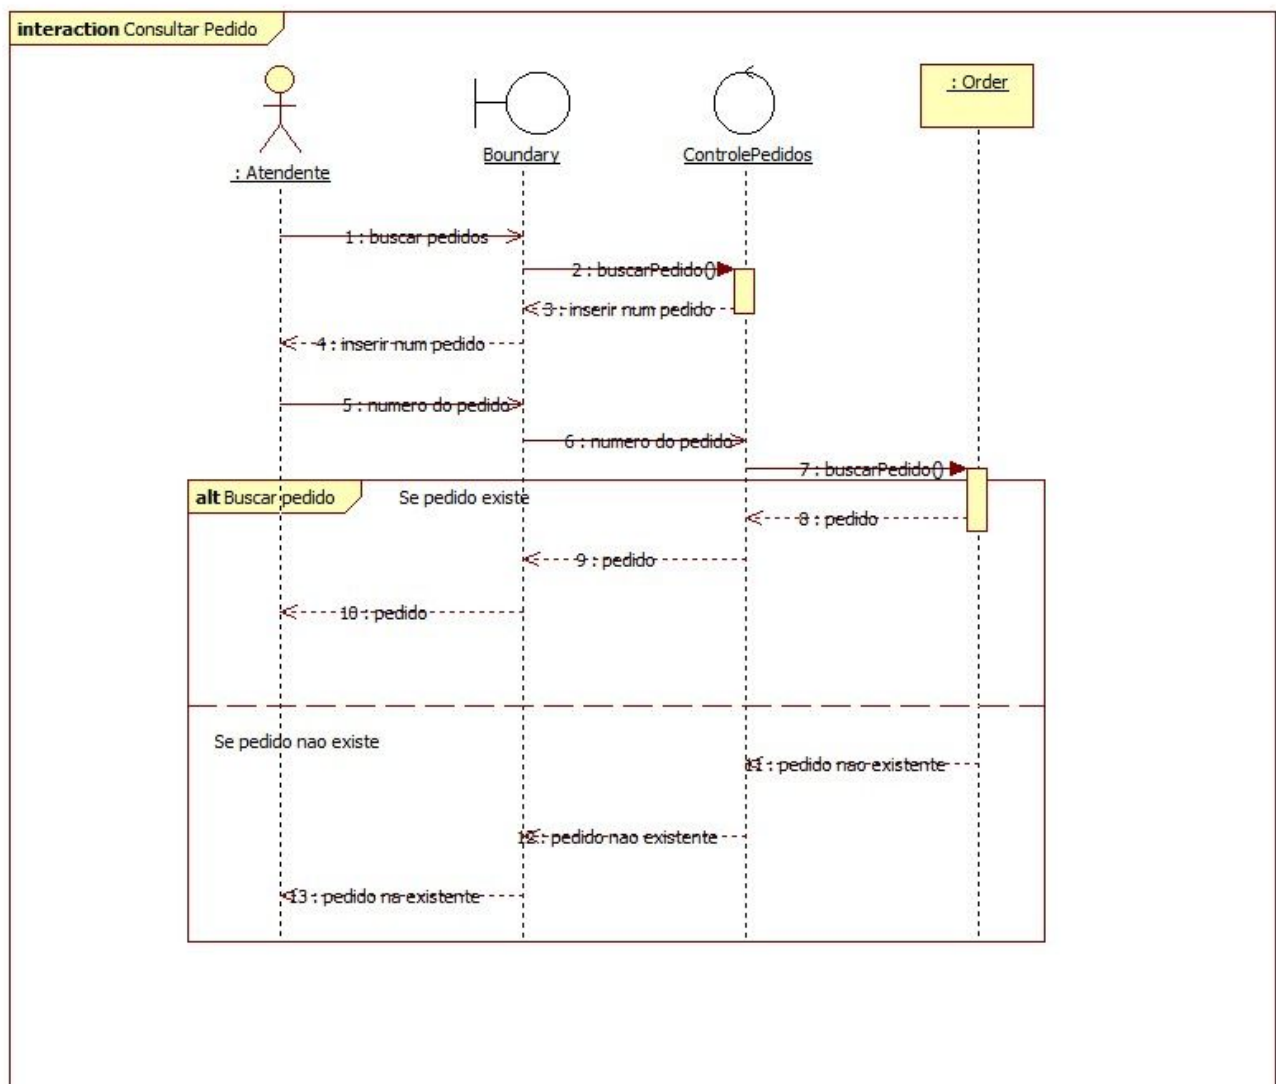 interaction Consultar Pedido
: Order
Boundary
ControlePedidos
: Atendente
1 : buscar pedidos
2 : buscarPedido()
3 : inserir num pedido
4 : inserir num pedido
5 : numero do pedido
6 : numero do pedido
7 : buscarPedido()
alt Buscar pedido
Se pedido existe
8 : pedido
9 : pedido
10 : pedido
Se pedido nao existe
11 : pedido nao existente
12 : pedido nao existente
13 : pedido na existente